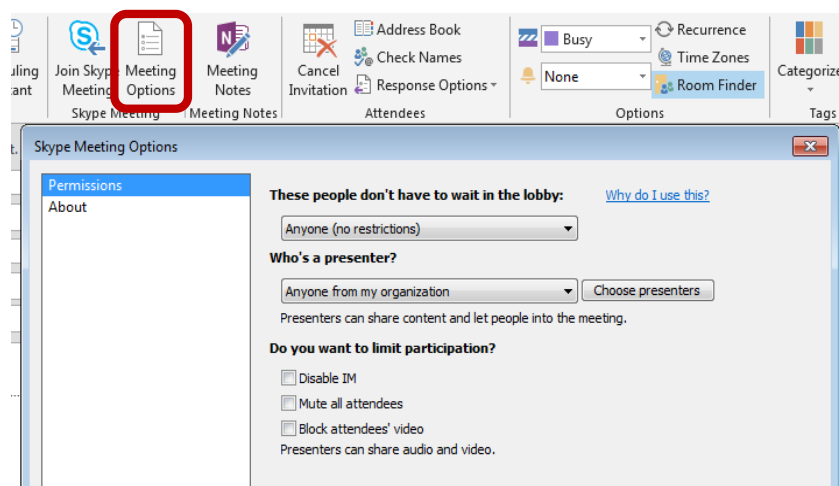 Join Skype Meeting
Meeting Options
Meeting Notes
Cancel Invitation
Address Book
Check Names
Response Options
Busy
None
Recurrence
Time Zones
Room Finder
Skype Meeting
Meeting Notes
Attendees
Options
Tags
Skype Meeting Options
Permissions
About
These people don't have to wait in the lobby:
Why do I use this?
Anyone (no restrictions)
Who's a presenter?
Anyone from my organization
Choose presenters
Presenters can share content and let people into the meeting.
Do you want to limit participation?
Disable IM
Mute all attendees
Block attendees' video
Presenters can share audio and video.